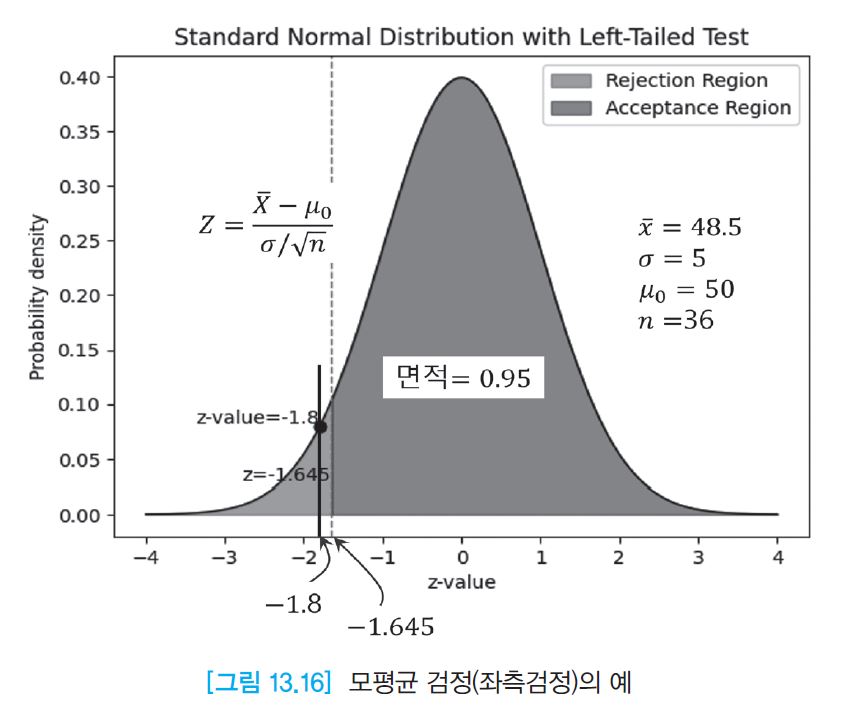 Standard Normal Distribution with Left-Tailed Test
Rejection Region
Acceptance Region
0.40
0.35
0.30
0.25
0.20
0.15
0.10
0.05
0.00
Probability density
Z = (X̄ − μ₀) / (σ/√n)
x̄ = 48.5
σ = 5
μ₀ = 50
n =36
면적= 0.95
z-value=-1.8
z=-1.645
−4 −3 −2 −1 0 1 2 3 4
z-value
−1.8
−1.645
[그림 13.16] 모평균 검정(좌측검정)의 예